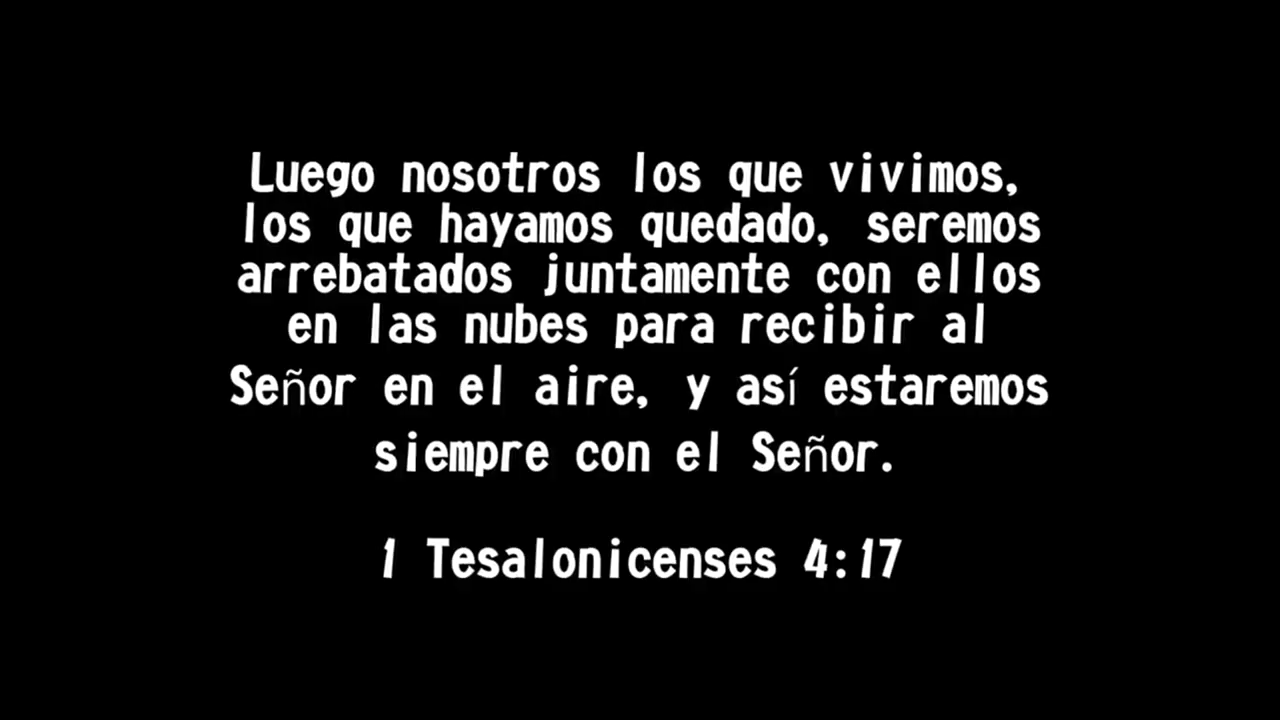 Luego nosotros los que vivimos,
los que hayamos quedado, seremos
arrebatados juntamente con ellos
en las nubes para recibir al
Señor en el aire, y así estaremos
siempre con el Señor.
1 Tesalonicenses 4:17